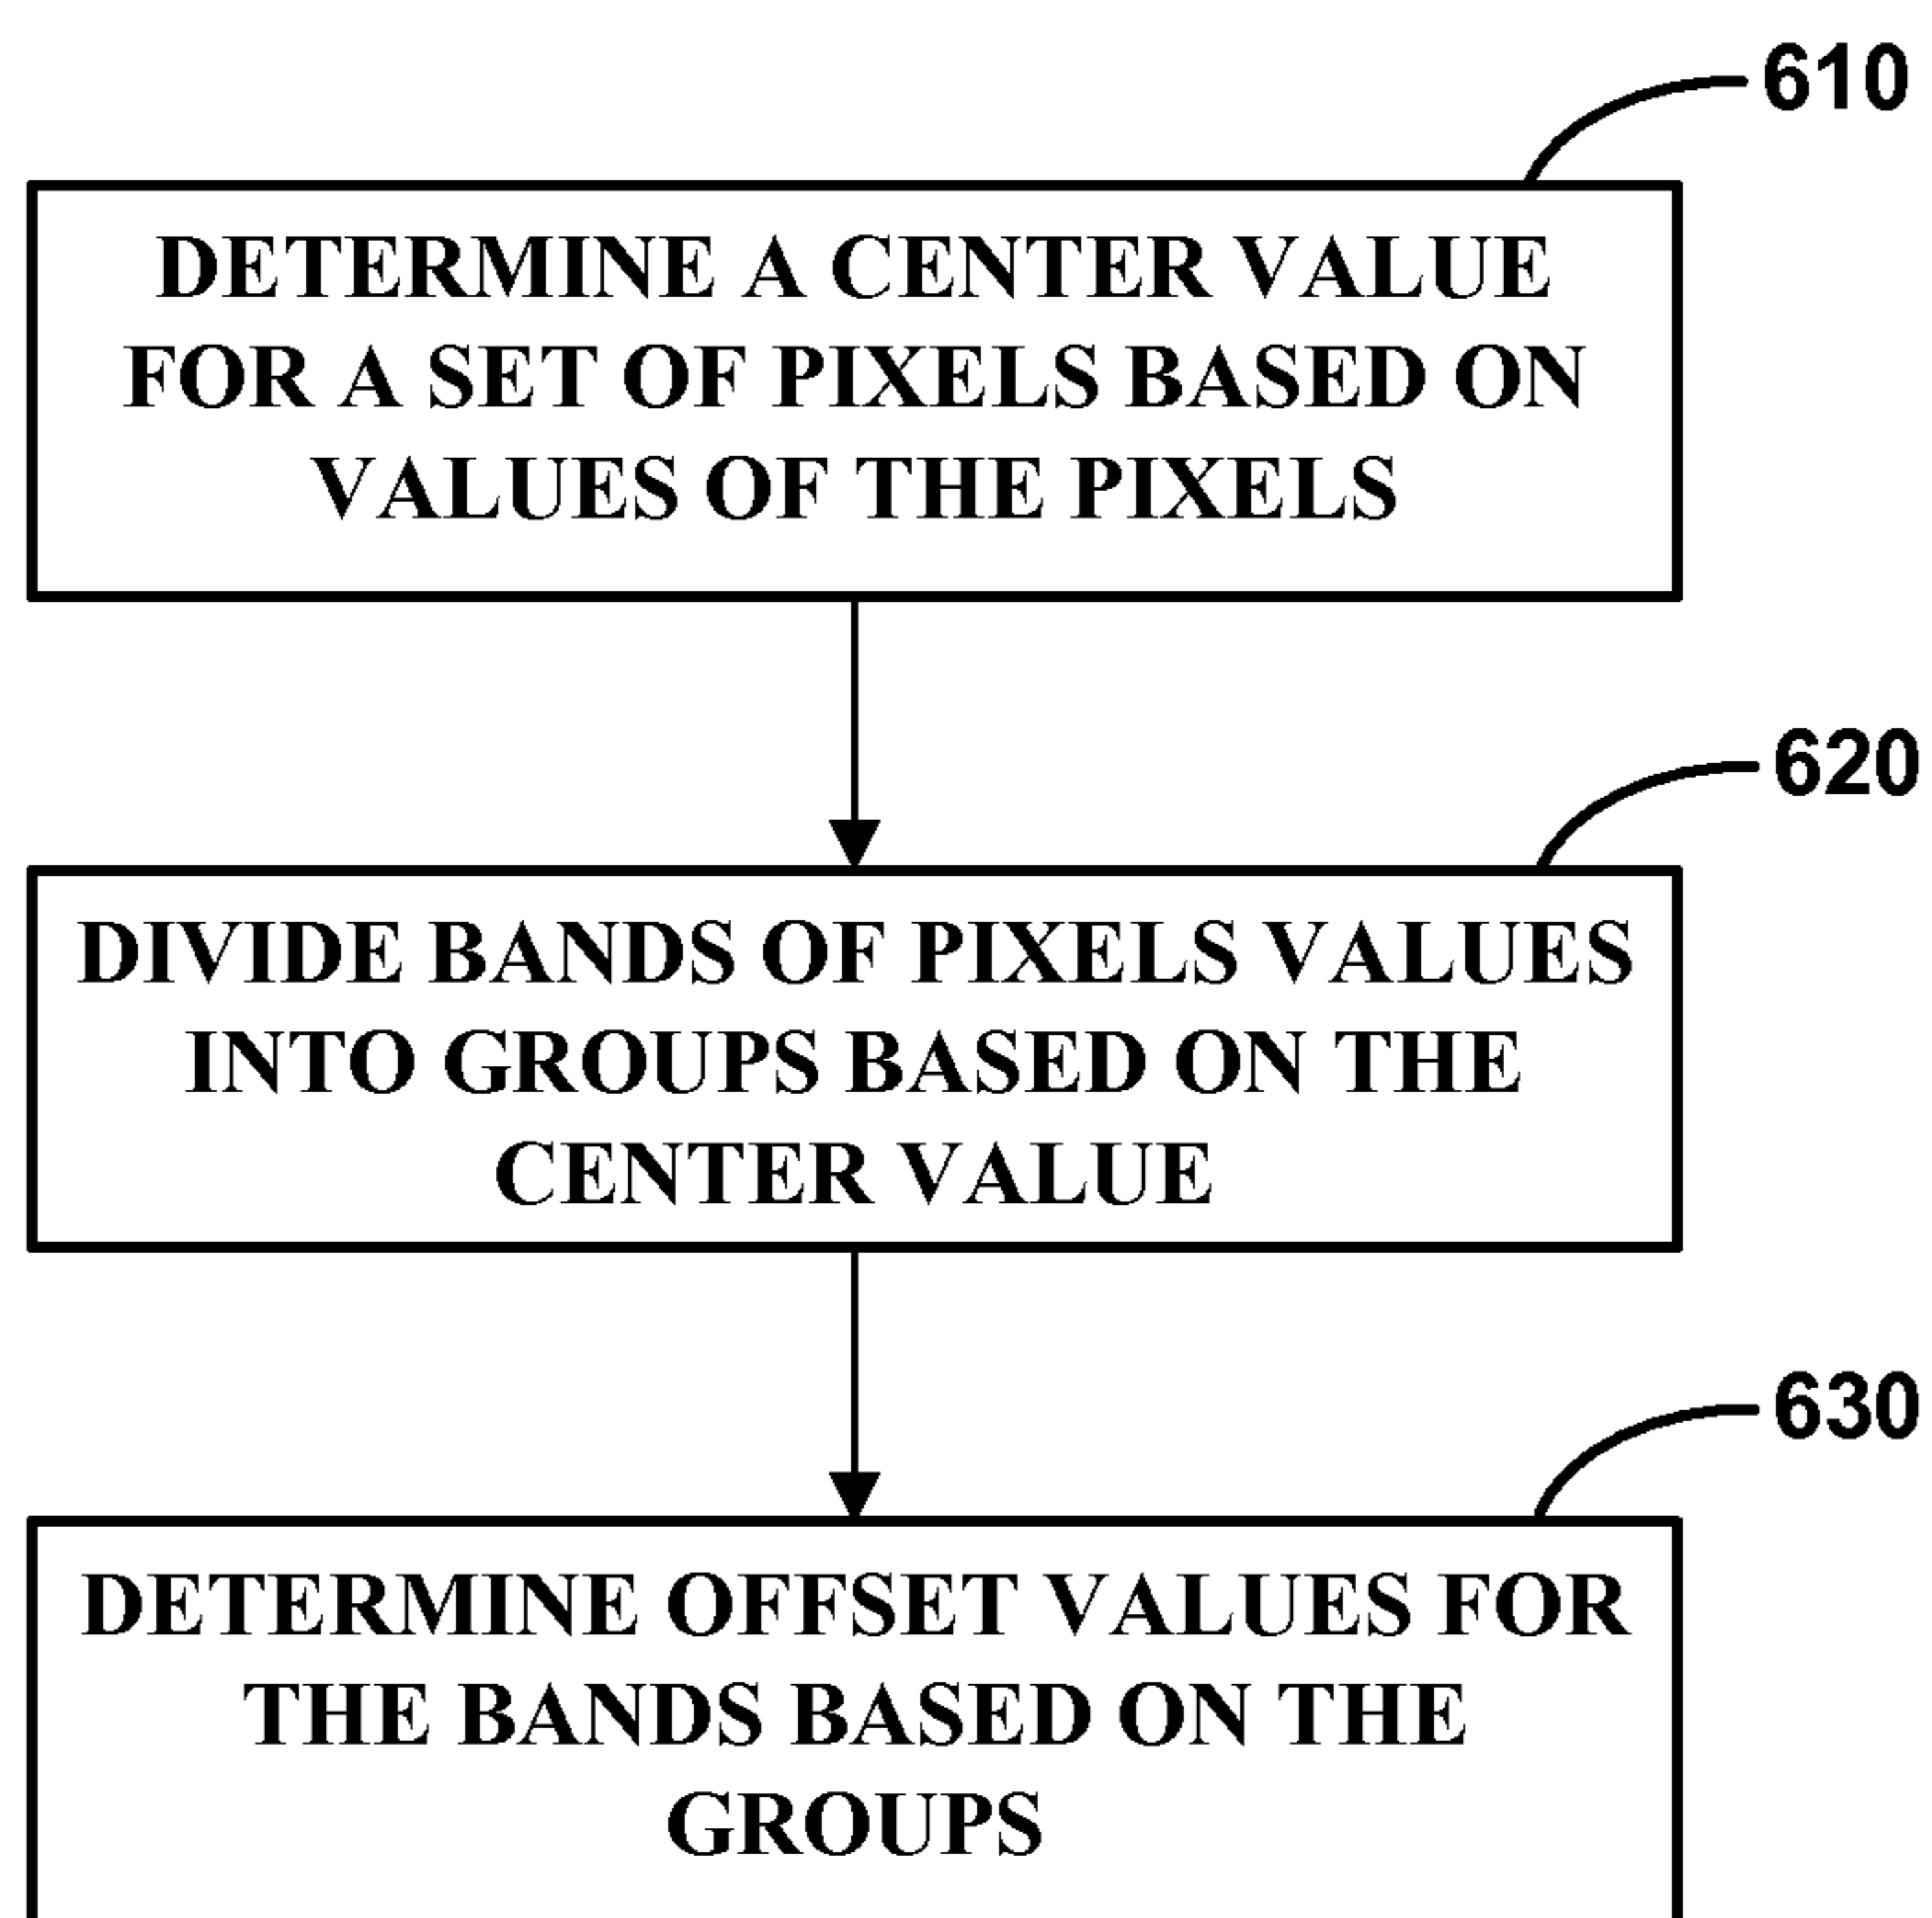 610
DETERMINE A CENTER VALUE
FOR A SET OF PIXELS BASED ON
VALUES OF THE PIXELS
620
DIVIDE BANDS OF PIXELS VALUES
INTO GROUPS BASED ON THE
CENTER VALUE
630
DETERMINE OFFSET VALUES FOR
THE BANDS BASED ON THE
GROUPS